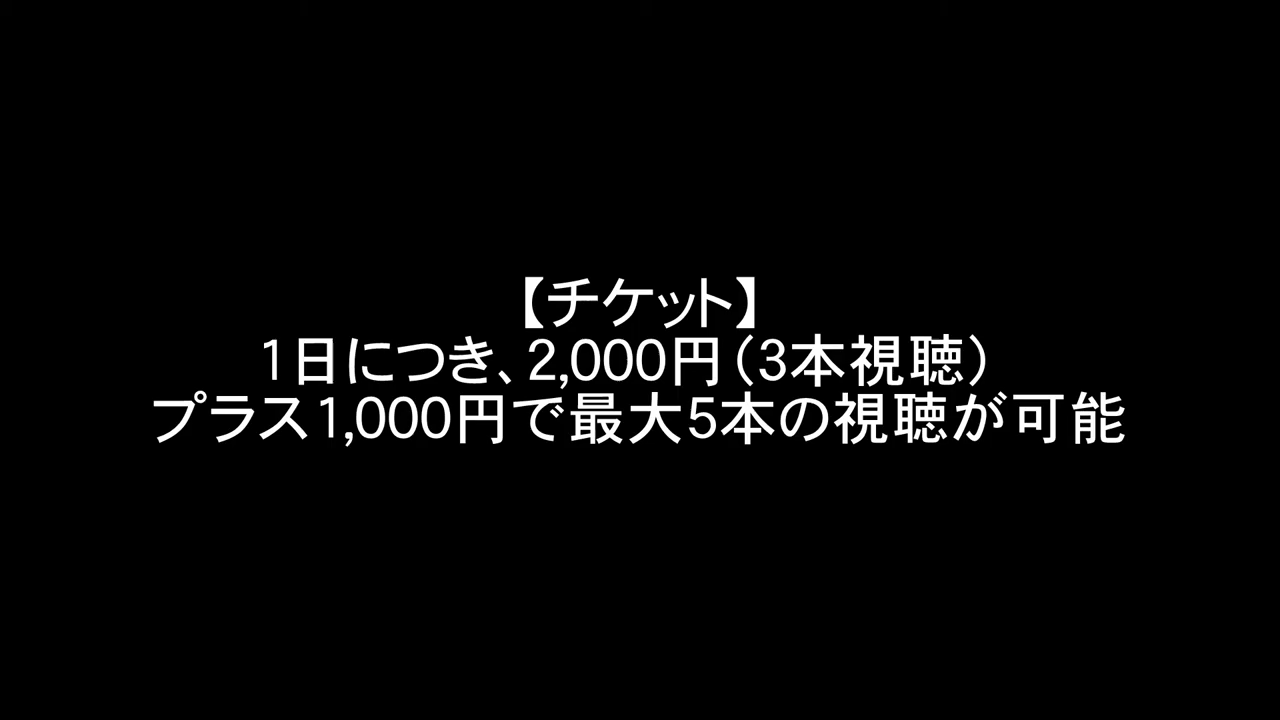 【チケット】
1日につき、2,000円（3本視聴）
プラス1,000円で最大5本の視聴が可能